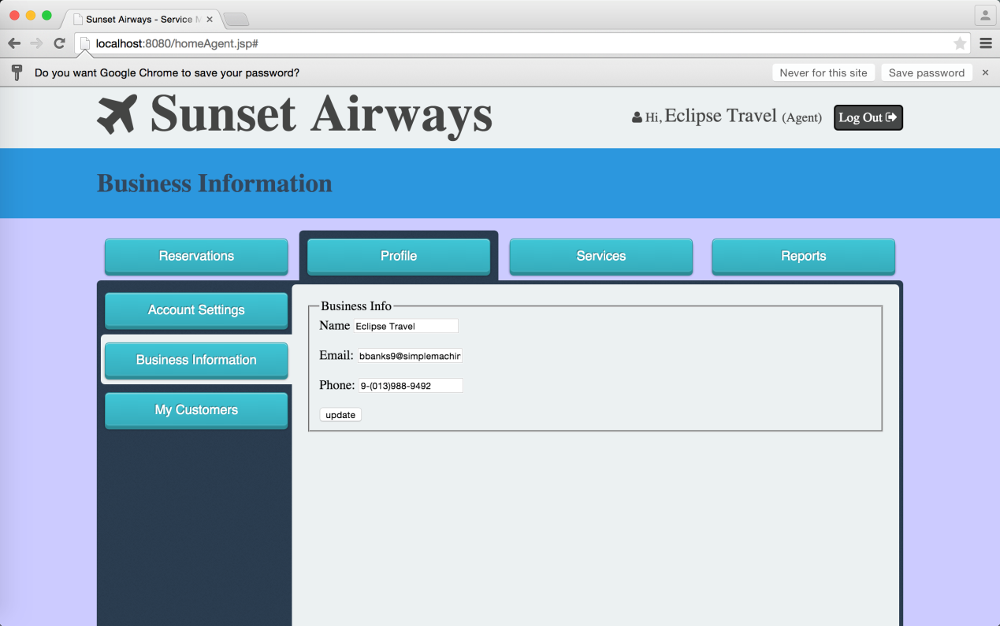 Sunset Airways - Service M
localhost:8080/homeAgent.jsp#
Do you want Google Chrome to save your password? Never for this site Save password
Sunset Airways Hi, Eclipse Travel (Agent) Log Out
Business Information
Reservations Profile Services Reports
Account Settings
Business Information
My Customers
Business Info
Name Eclipse Travel
Email: bbanks9@simplemachin
Phone: 9-(013)988-9492
update